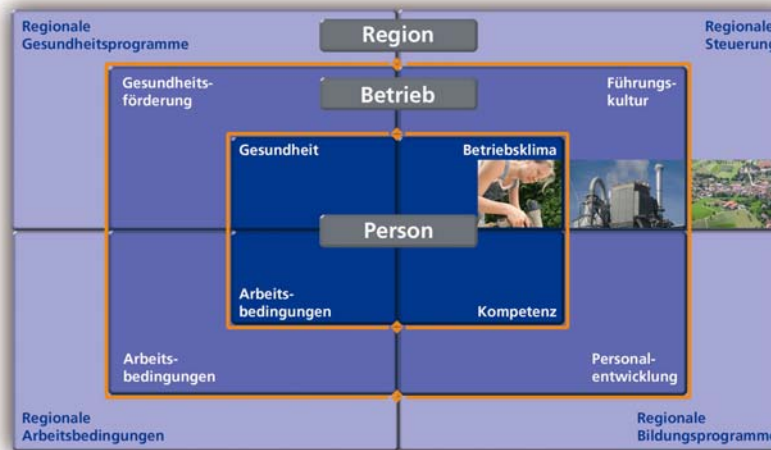 Regionale
Gesundheitsprogramme
Region
Regionale
Steuerung
Gesundheits-
förderung
Betrieb
Führungs-
kultur
Gesundheit
Betriebsklima
Person
Arbeits-
bedingungen
Kompetenz
Arbeits-
bedingungen
Personal-
entwicklung
Regionale
Arbeitsbedingungen
Regionale
Bildungsprogramme